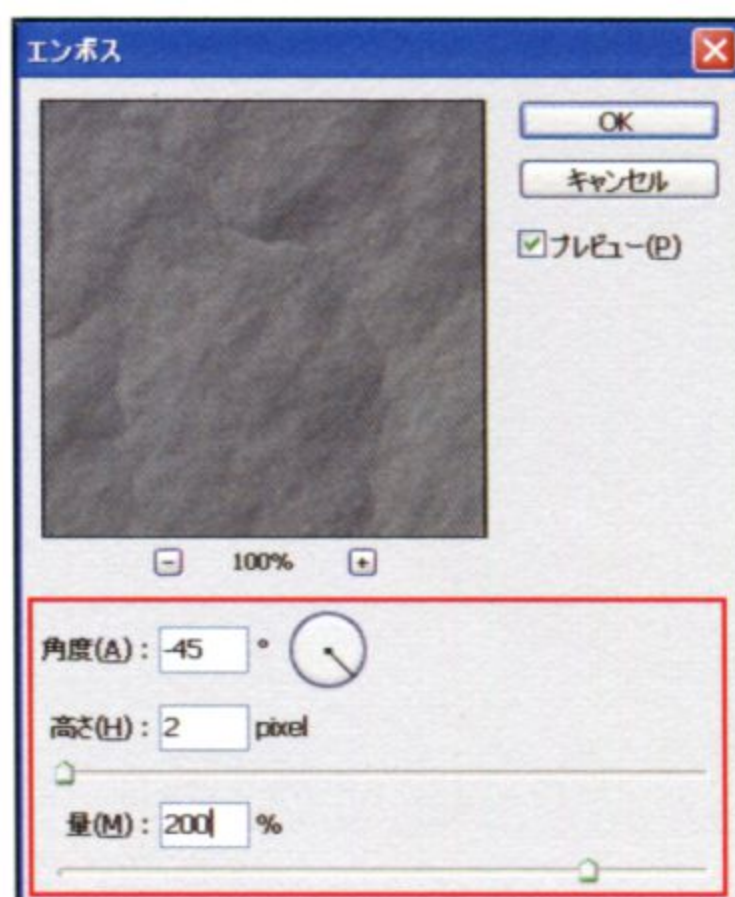 エンボス
OK
キャンセル
プレビュー(P)
100%
角度(A) : -45 °
高さ(H) : 2 pixel
量(M) : 200 %